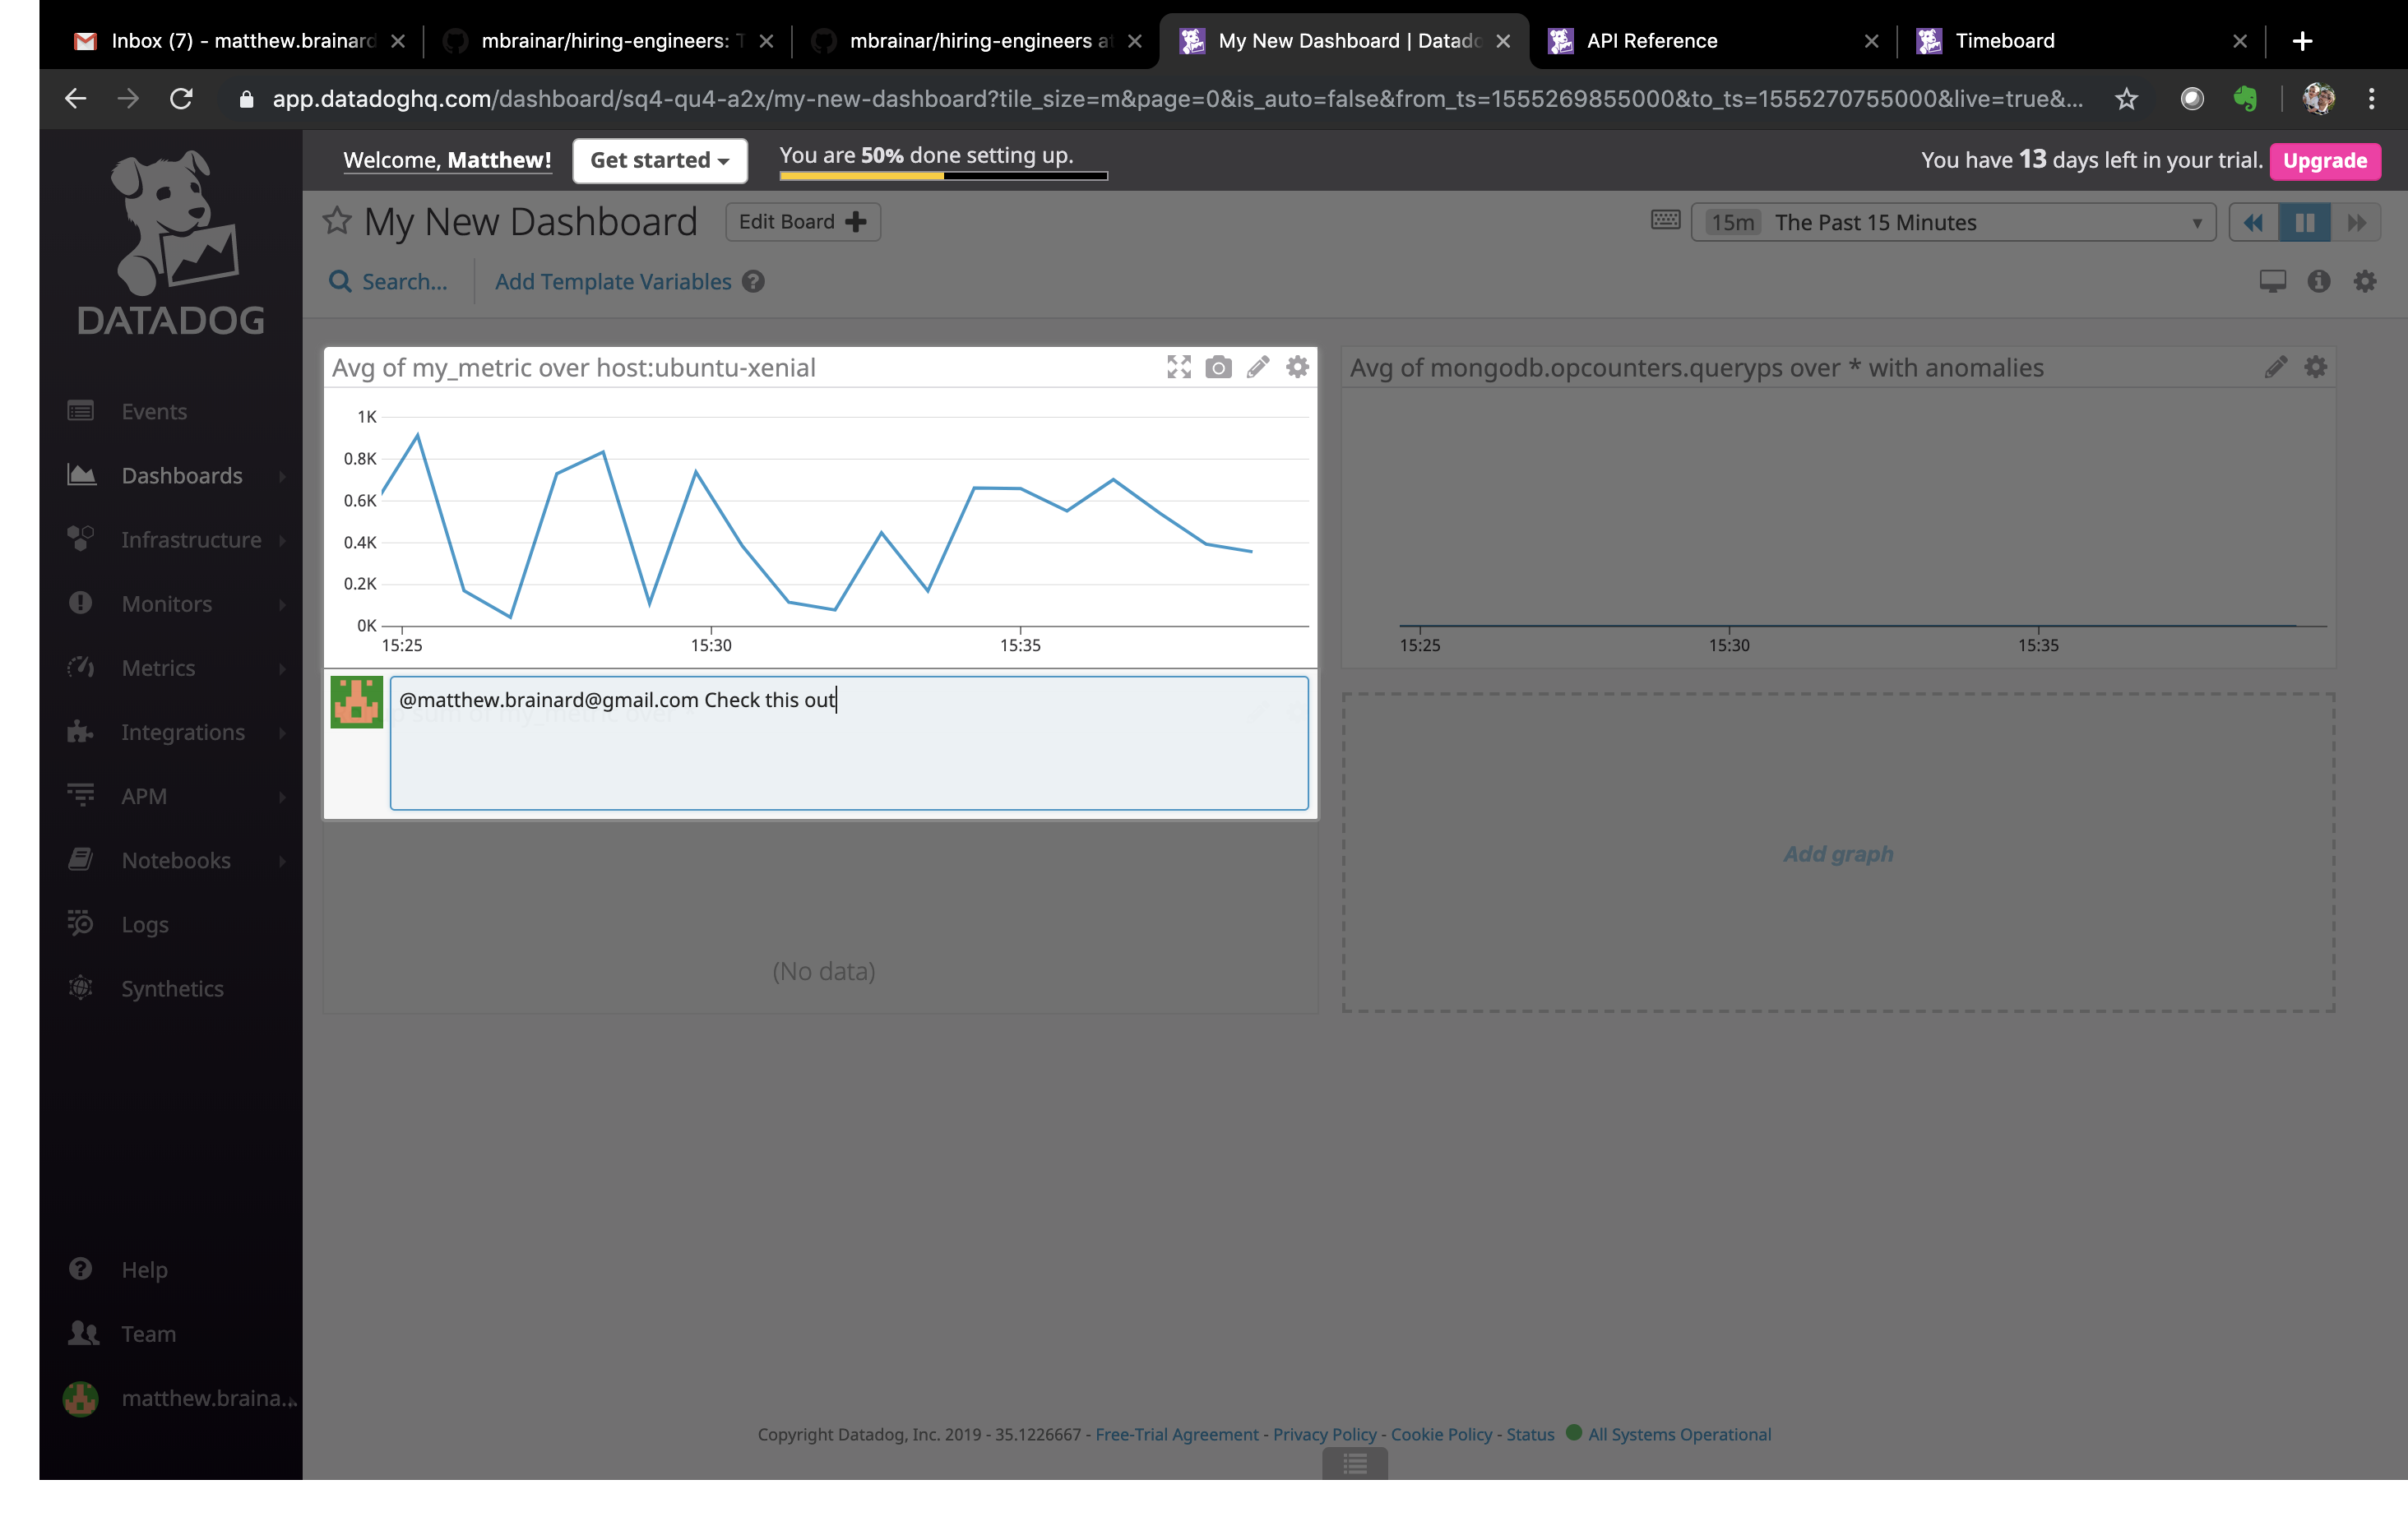 Inbox (7) - matthew.brainard
mbrainar/hiring-engineers: T
mbrainar/hiring-engineers at
My New Dashboard | Datadog
API Reference
Timeboard
app.datadoghq.com/dashboard/sq4-qu4-a2x/my-new-dashboard?tile_size=m&page=0&is_auto=false&from_ts=1555269855000&to_ts=1555270755000&live=true&...
Welcome, Matthew!
Get started
You are 50% done setting up.
You have 13 days left in your trial.
Upgrade
DATADOG
My New Dashboard
Edit Board
15m The Past 15 Minutes
Search...
Add Template Variables
Events
Dashboards
Infrastructure
Monitors
Metrics
Integrations
APM
Notebooks
Logs
Synthetics
Help
Team
matthew.braina...
Avg of my_metric over host:ubuntu-xenial
1K
0.8K
0.6K
0.4K
0.2K
0K
15:25
15:30
15:35
@matthew.brainard@gmail.com Check this out
sum of my_metric over
(No data)
Avg of mongodb.opcounters.queryps over * with anomalies
15:25
15:30
15:35
Add graph
Copyright Datadog, Inc. 2019 - 35.1226667 - Free-Trial Agreement - Privacy Policy - Cookie Policy - Status All Systems Operational